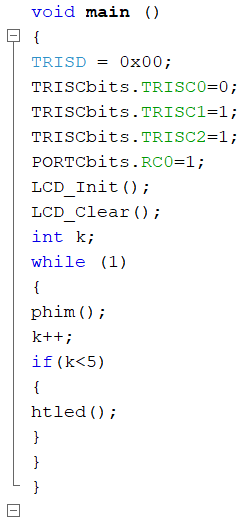 void main ()
{
TRISD = 0x00;
TRISCbits.TRISC0=0;
TRISCbits.TRISC1=1;
TRISCbits.TRISC2=1;
PORTCbits.RC0=1;
LCD_Init();
LCD_Clear();
int k;
while (1)
{
phim();
k++;
if(k<5)
{
htled();
}
}
}